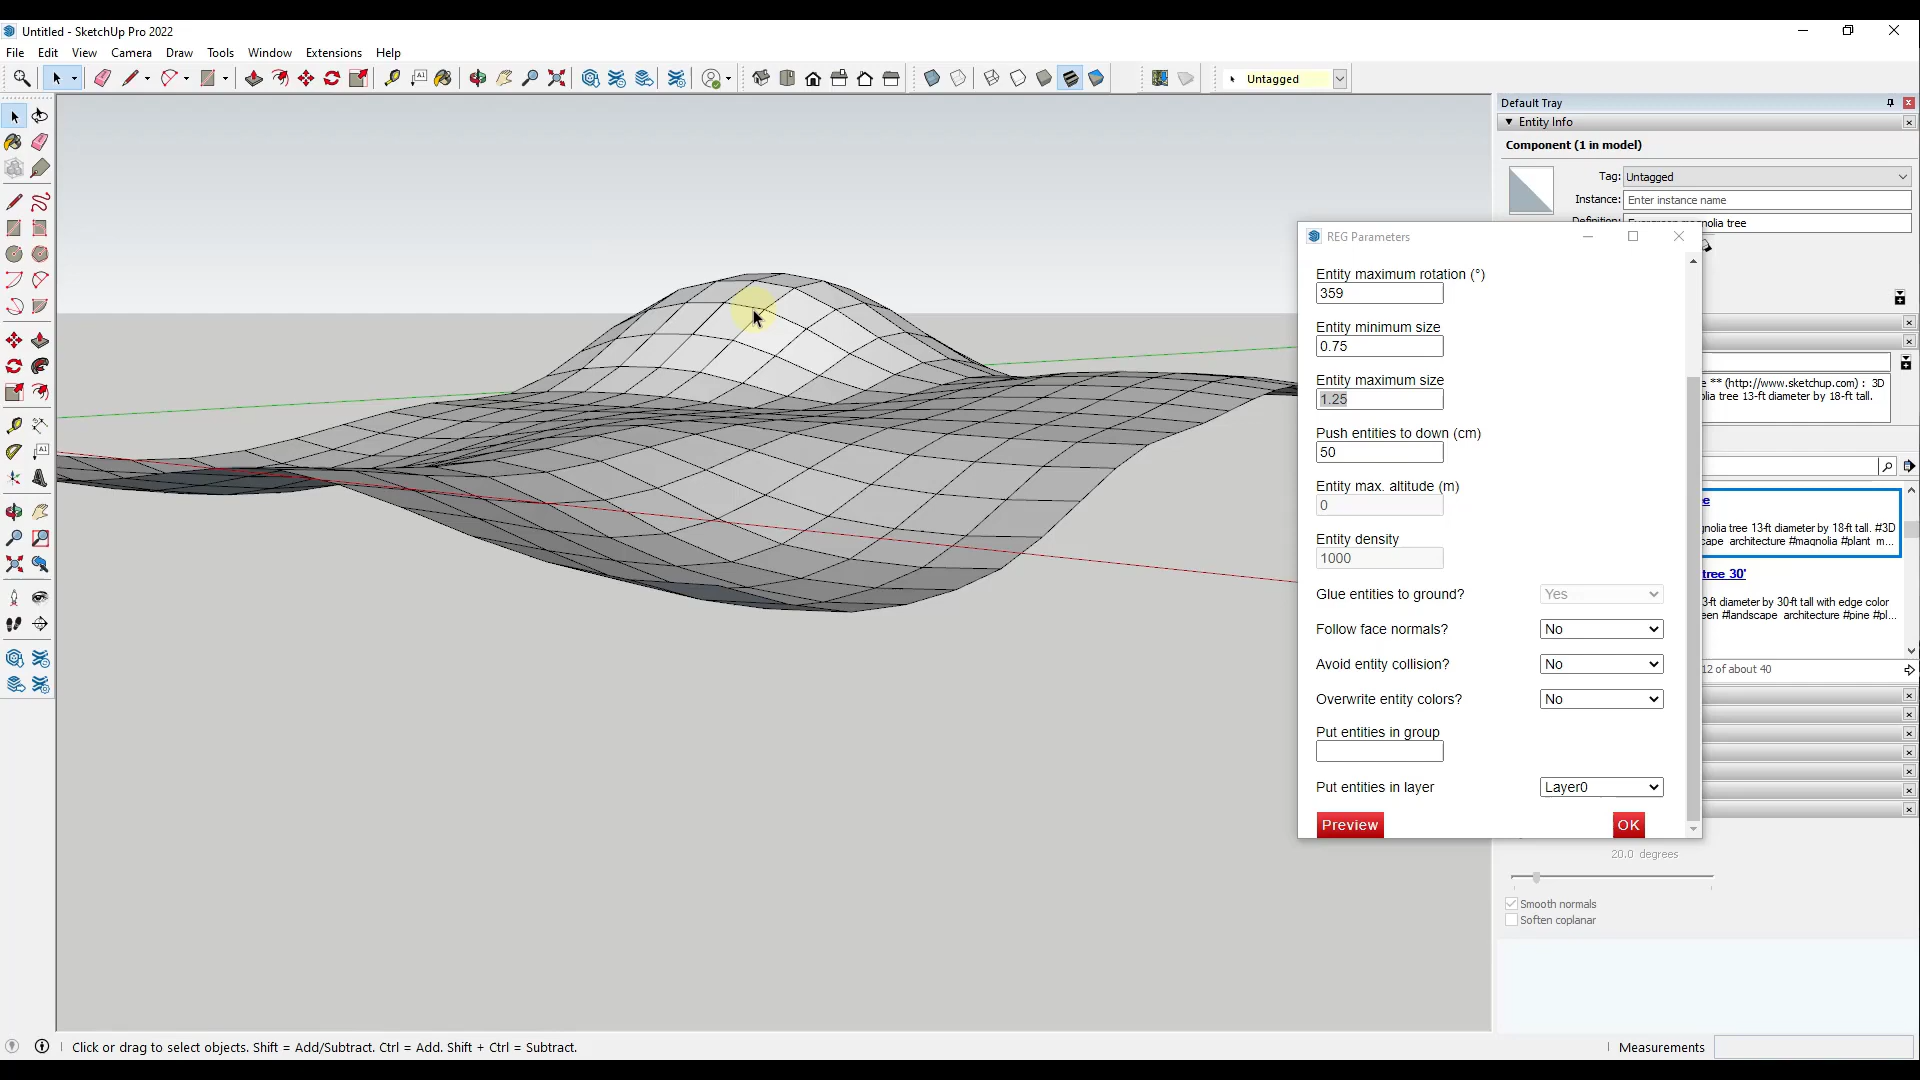 Untitled - SketchUp Pro 2022
File Edit View Camera Draw Tools Window Extensions Help
Untagged
Default Tray
Entity Info
Component (1 in model)
Tag: Untagged
Instance: Enter instance name
nolia tree
REG Parameters
Entity maximum rotation (°)
359
Entity minimum size
0.75
Entity maximum size
1.25
Push entities to down (cm)
50
Entity max. altitude (m)
0
Entity density
1000
Glue entities to ground? Yes
Follow face normals? No
Avoid entity collision? No
Overwrite entity colors? No
Put entities in group
Put entities in layer Layer0
Preview OK
e ** (http://www.sketchup.com) : 3D
lia tree 13-ft diameter by 18-ft tall.
e
nolia tree 13-ft diameter by 18-ft tall. #3D
cape architecture #magnolia #plant m...
tree 30'
3-ft diameter by 30-ft tall with edge color
een #landscape architecture #pine #pl...
12 of about 40
20.0 degrees
Smooth normals
Soften coplanar
Click or drag to select objects. Shift = Add/Subtract. Ctrl = Add. Shift + Ctrl = Subtract.
Measurements